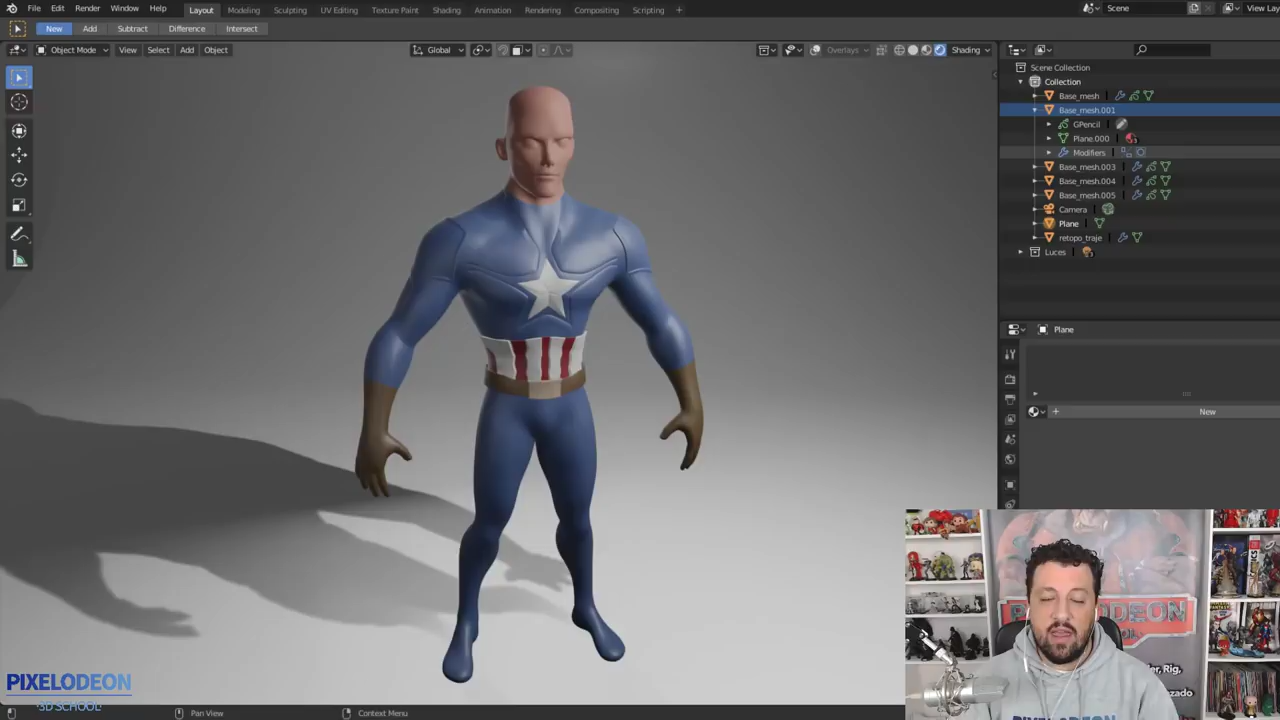 File Edit Render Window Help Layout Modeling Sculpting UV Editing Texture Paint Shading Animation Rendering Compositing Scripting + Scene View Lay
New Add Subtract Difference Intersect
Object Mode View Select Add Object Global Overlays Shading
Scene Collection
Collection
Base_mesh
Base_mesh.001
GPencil
Plane.000
Modifiers
Base_mesh.003
Base_mesh.004
Base_mesh.005
Camera
Plane
retopo_traje
Luces
Plane
New
PIXELODEON
3D SCHOOL
Pan View
Context Menu